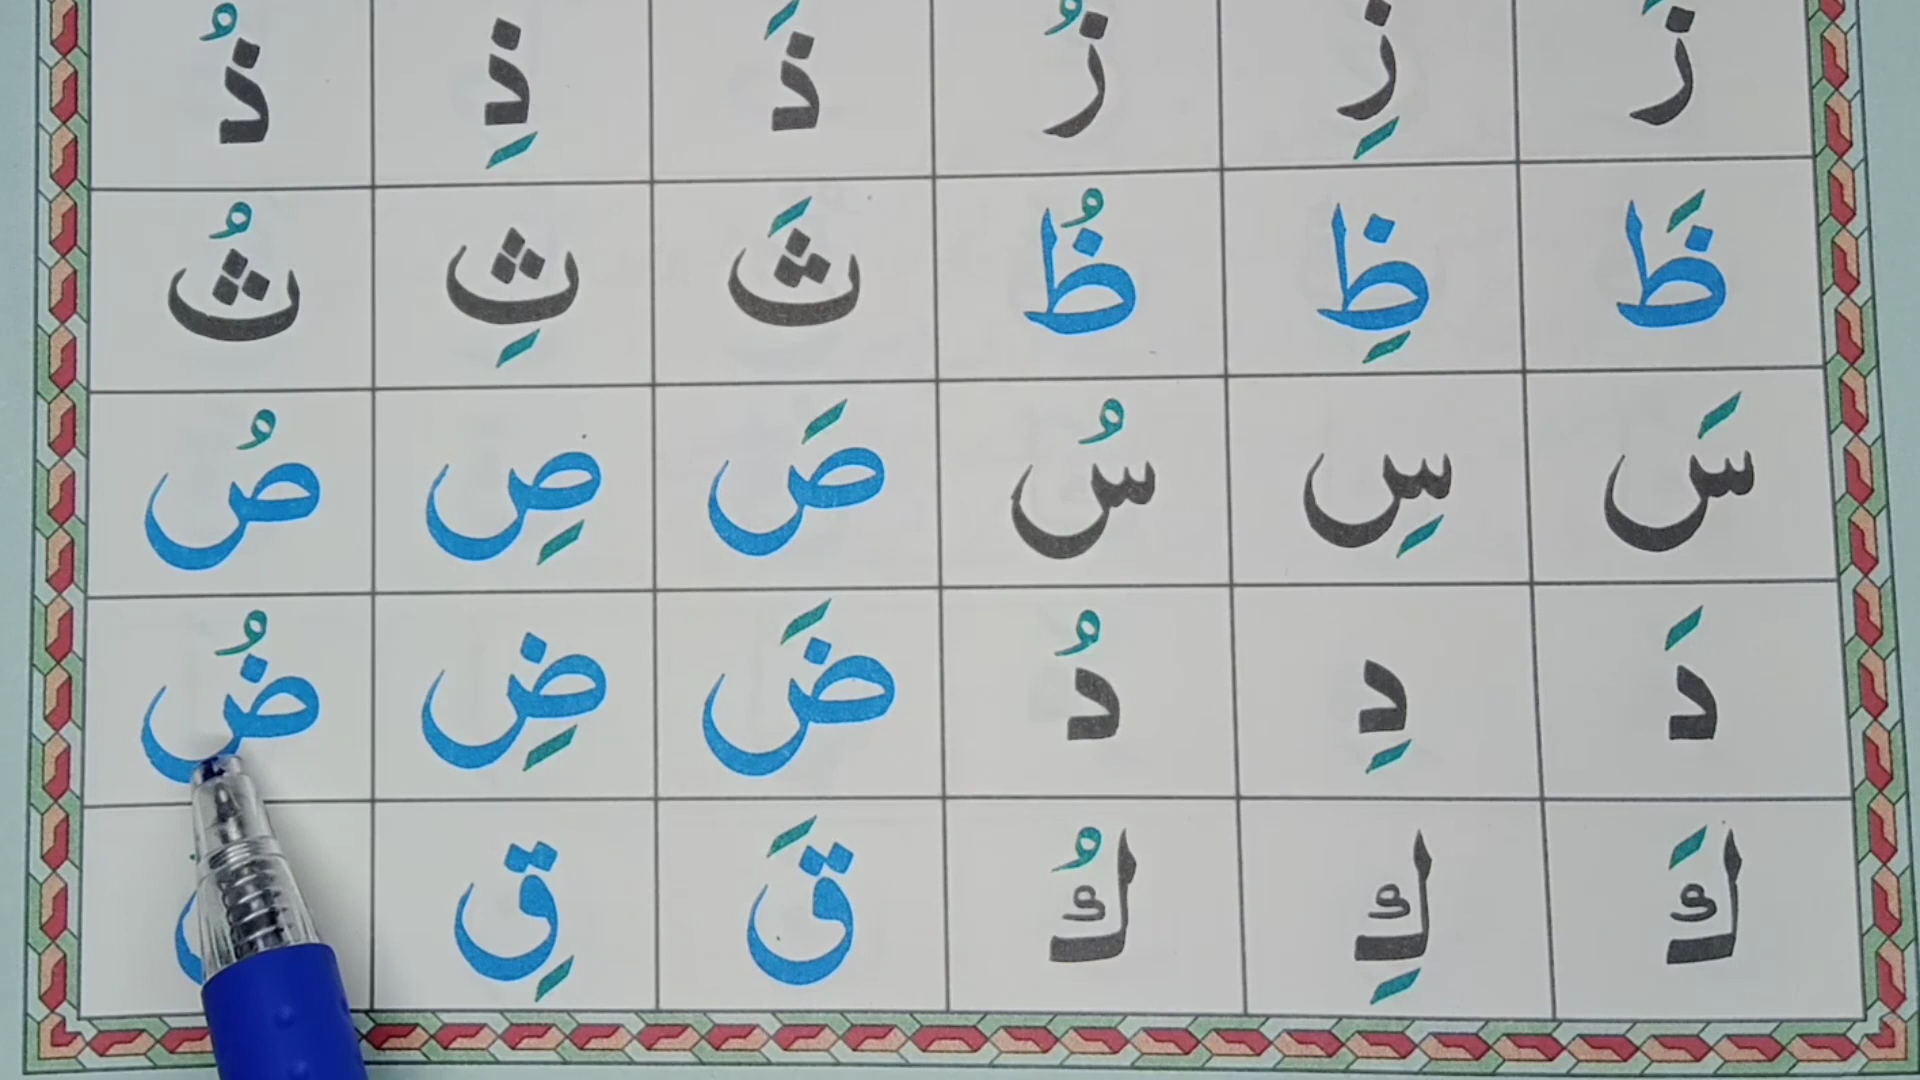 زَ زِ زُ ذَ ذِ ذُ
ظَ ظِ ظُ ثَ ثِ ثُ
سَ سِ سُ صَ صِ صُ
دَ دِ دُ ضَ ضِ ضُ
كَ كِ كُ قَ قِ